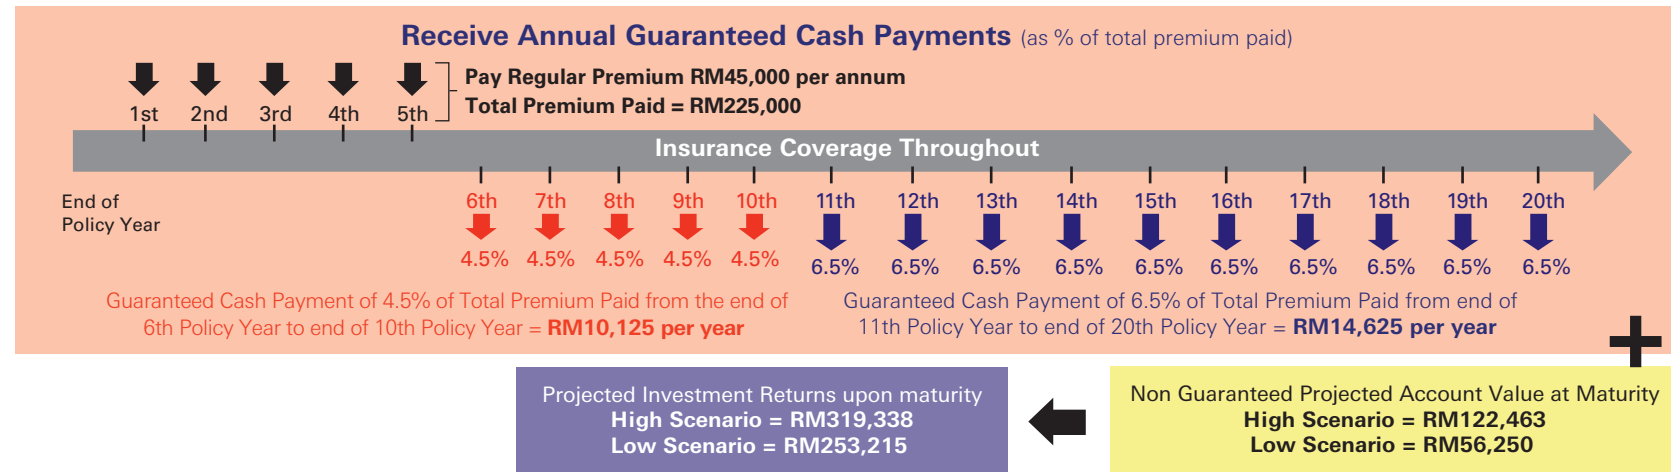 Receive Annual Guaranteed Cash Payments (as % of total premium paid)
Pay Regular Premium RM45,000 per annum
Total Premium Paid = RM225,000
1st 2nd 3rd 4th 5th
Insurance Coverage Throughout
End of
Policy Year
6th 7th 8th 9th 10th 11th 12th 13th 14th 15th 16th 17th 18th 19th 20th
4.5% 4.5% 4.5% 4.5% 4.5% 6.5% 6.5% 6.5% 6.5% 6.5% 6.5% 6.5% 6.5% 6.5% 6.5%
Guaranteed Cash Payment of 4.5% of Total Premium Paid from the end of
6th Policy Year to end of 10th Policy Year = RM10,125 per year
Guaranteed Cash Payment of 6.5% of Total Premium Paid from end of
11th Policy Year to end of 20th Policy Year = RM14,625 per year
+
Projected Investment Returns upon maturity
High Scenario = RM319,338
Low Scenario = RM253,215
Non Guaranteed Projected Account Value at Maturity
High Scenario = RM122,463
Low Scenario = RM56,250